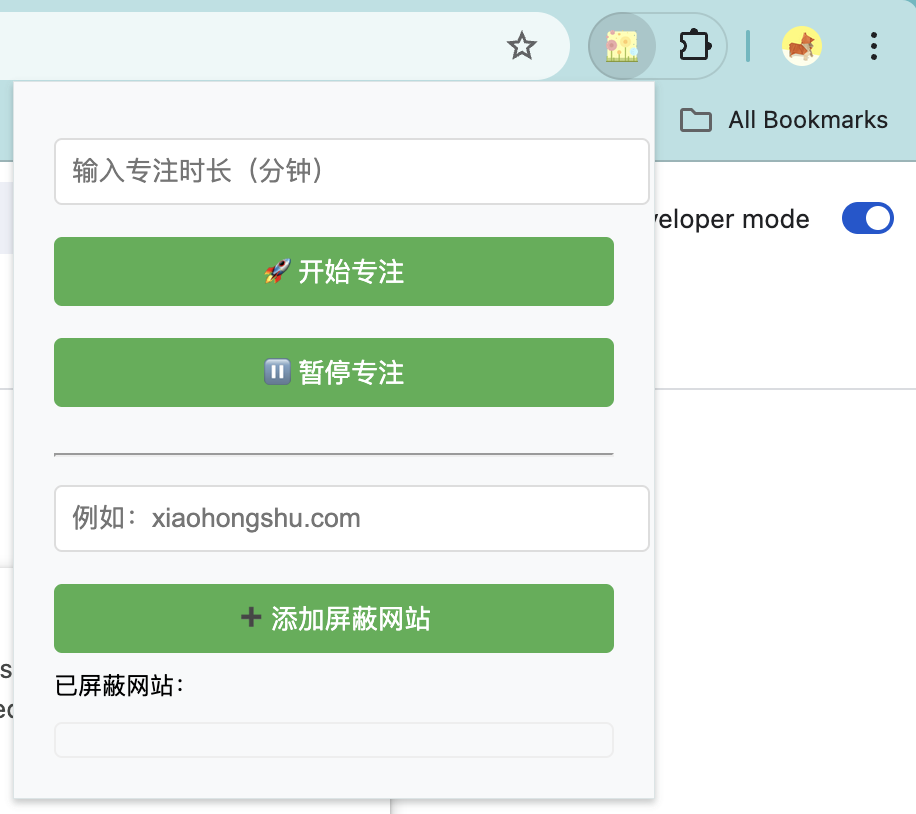 All Bookmarks
输入专注时长（分钟）
veloper mode
🚀 开始专注
⏸ 暂停专注
例如：xiaohongshu.com
➕ 添加屏蔽网站
已屏蔽网站：